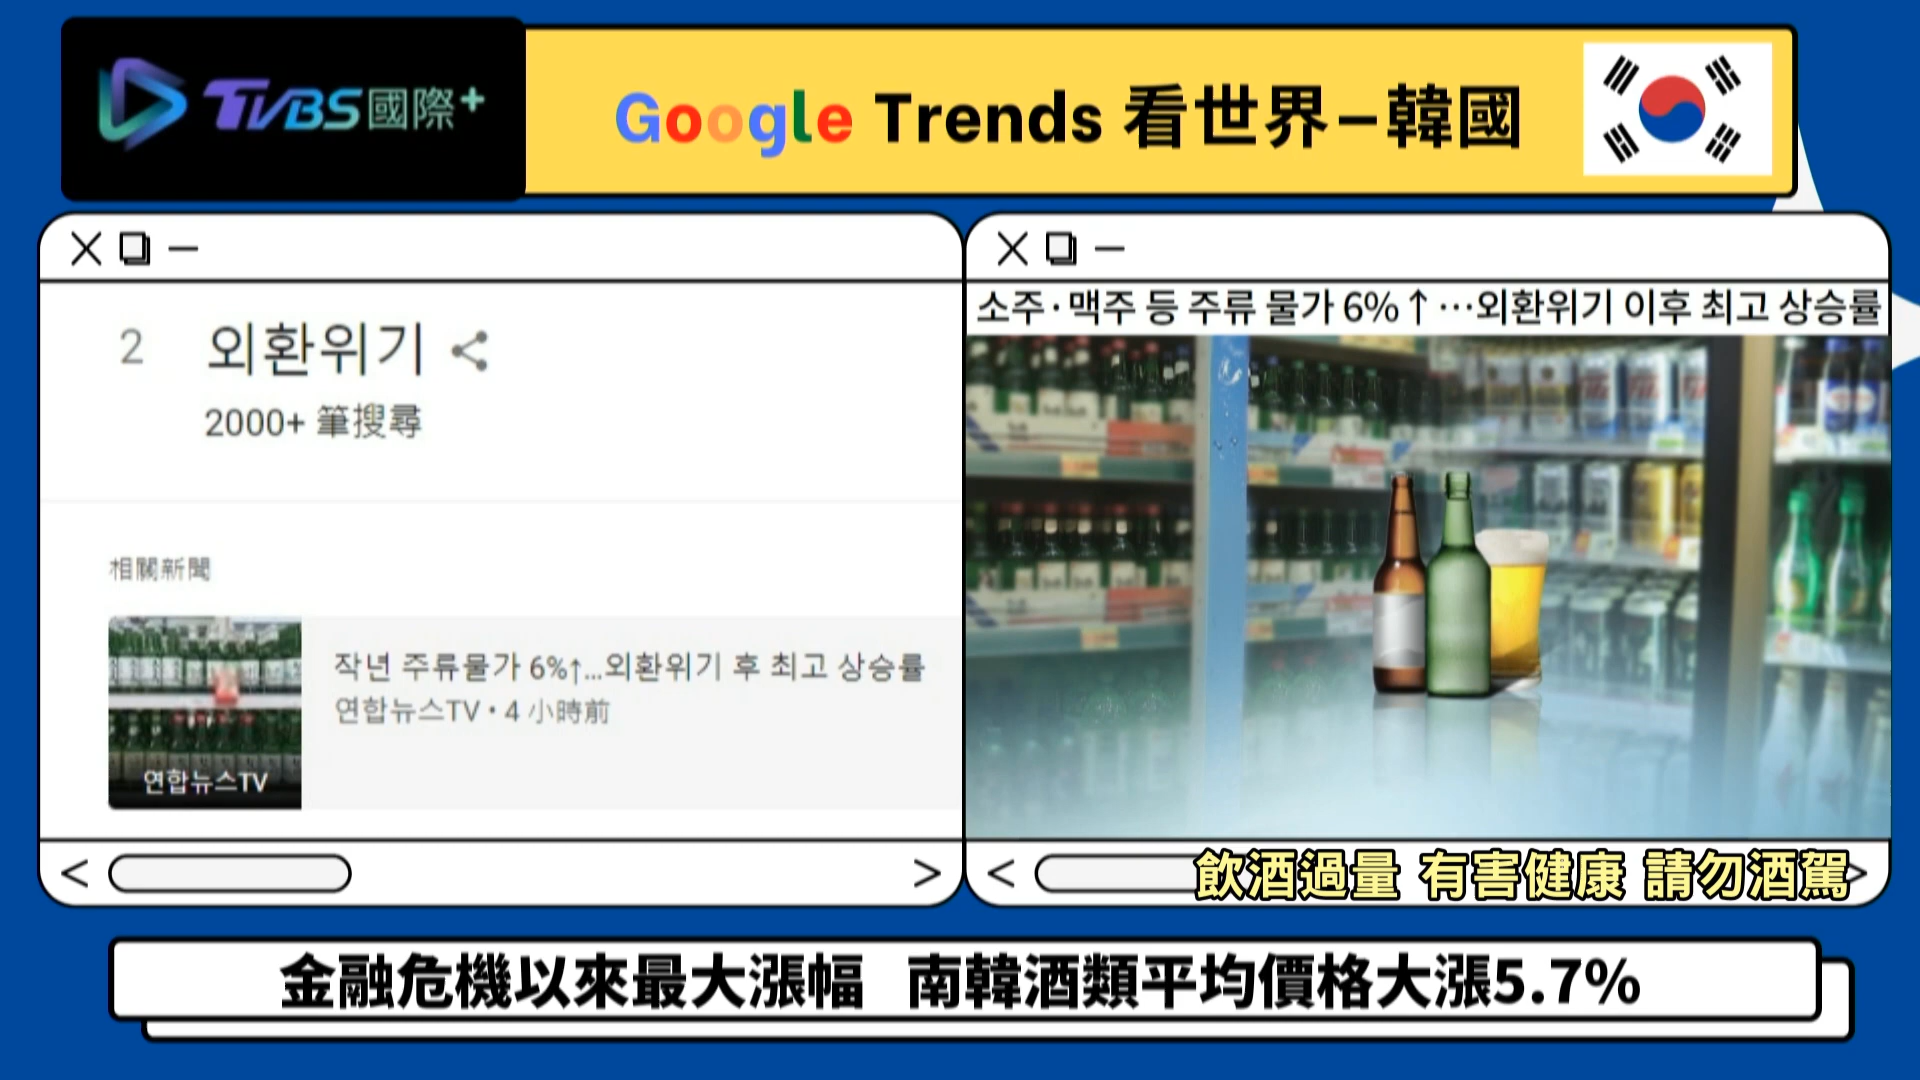 TVBS國際+
Google Trends 看世界–韓國
2 외환위기
2000+ 筆搜尋
相關新聞
작년 주류물가 6%↑...외환위기 후 최고 상승률
연합뉴스TV • 4 小時前
연합뉴스TV
소주·맥주 등 주류 물가 6%↑…외환위기 이후 최고 상승률
飲酒過量 有害健康 請勿酒駕
金融危機以來最大漲幅 南韓酒類平均價格大漲5.7%